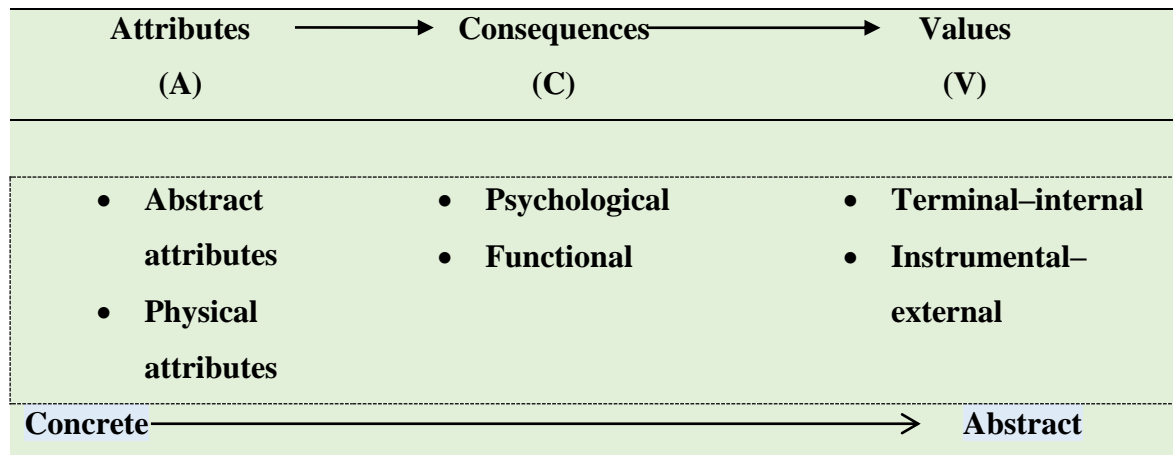 Attributes Consequences Values
(A) (C) (V)
• Abstract attributes
• Physical attributes
• Psychological
• Functional
• Terminal–internal
• Instrumental–external
Concrete Abstract